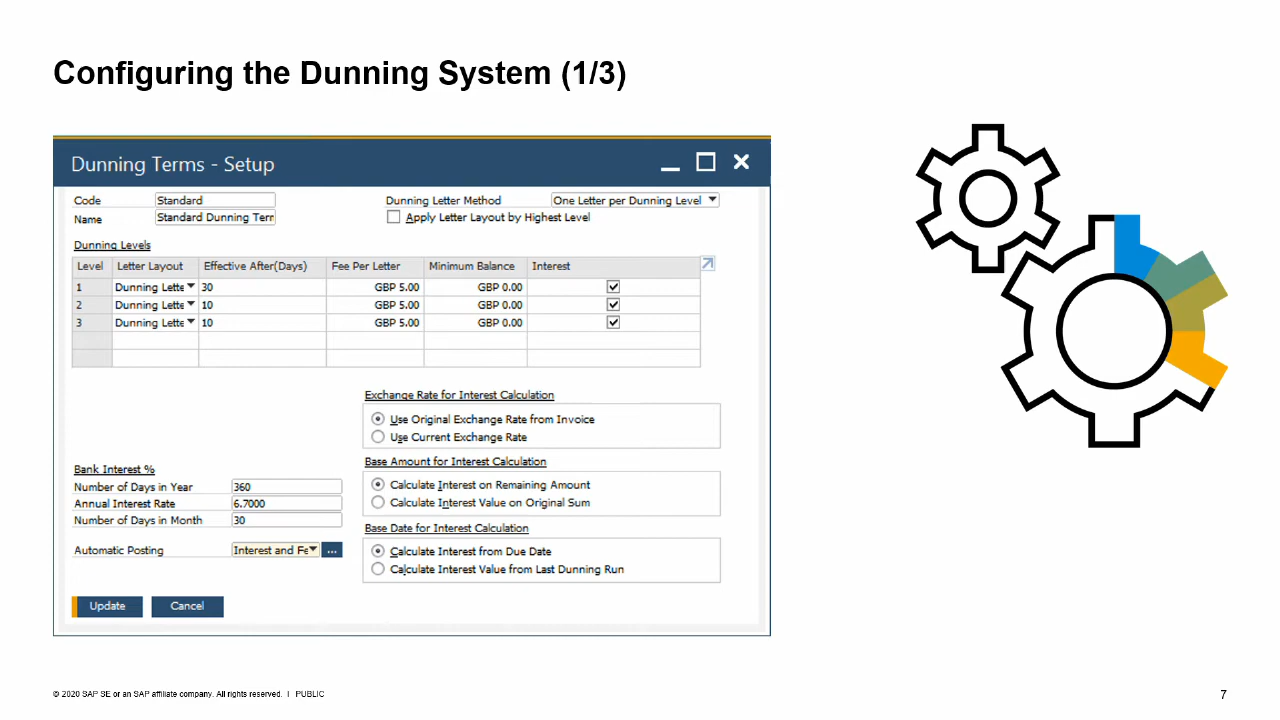 Configuring the Dunning System (1/3)
Dunning Terms - Setup
Code Standard Dunning Letter Method One Letter per Dunning Level
Name Standard Dunning Term Apply Letter Layout by Highest Level
Dunning Levels
Level Letter Layout Effective After(Days) Fee Per Letter Minimum Balance Interest
1 Dunning Lette 30 GBP 5.00 GBP 0.00
2 Dunning Lette 10 GBP 5.00 GBP 0.00
3 Dunning Lette 10 GBP 5.00 GBP 0.00
Exchange Rate for Interest Calculation
Use Original Exchange Rate from Invoice
Use Current Exchange Rate
Base Amount for Interest Calculation
Bank Interest %
Number of Days in Year 360 Calculate Interest on Remaining Amount
Annual Interest Rate 6.7000 Calculate Interest Value on Original Sum
Number of Days in Month 30
Base Date for Interest Calculation
Automatic Posting Interest and Fe ... Calculate Interest from Due Date
Calculate Interest Value from Last Dunning Run
Update Cancel
© 2020 SAP SE or an SAP affiliate company. All rights reserved. I PUBLIC 7